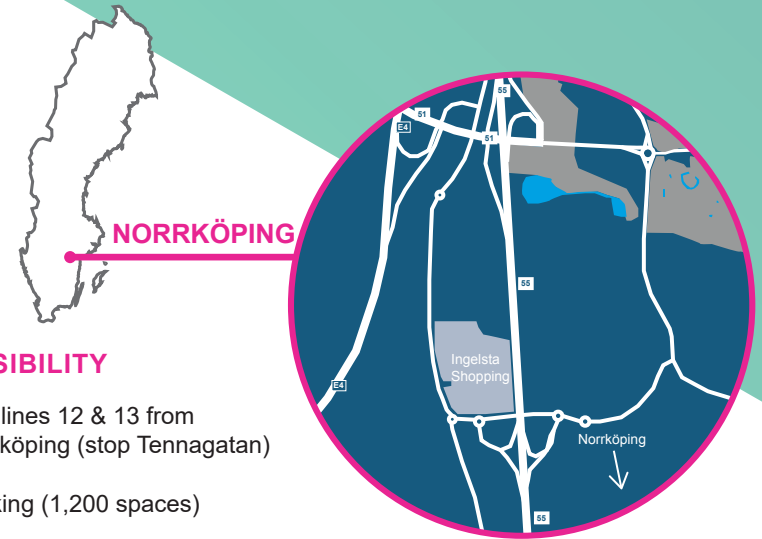 NORRKÖPING
SIBILITY
lines 12 & 13 from
köping (stop Tennagatan)
king (1,200 spaces)
55
51
E4
51
55
Ingelsta
Shopping
E4
Norrköping
55